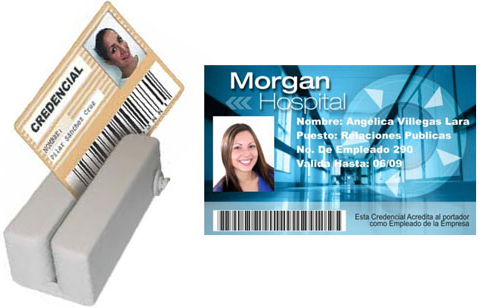 CREDENCIAL
NOMBRE:
Pilar Sánchez Cruz
Morgan
Hospital
Nombre: Angélica Villegas Lara
Puesto: Relaciones Publicas
No. De Empleado 290
Valida Hasta: 06/09
Esta Credencial Acredita al portador
como Empleado de la Empresa